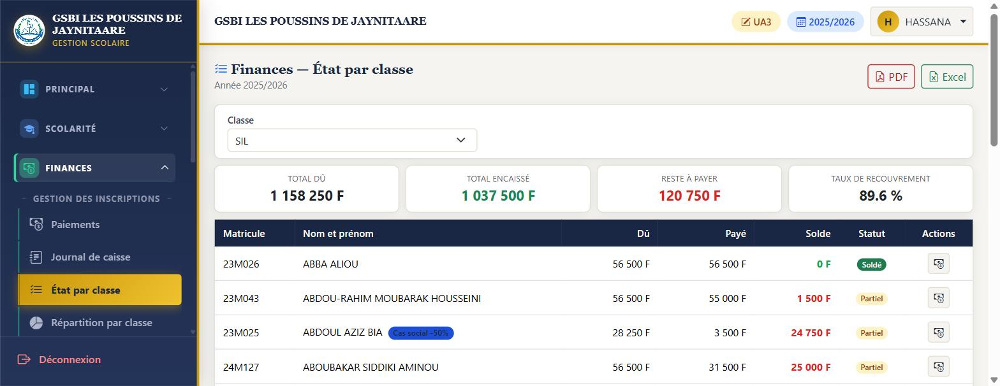 GSBI LES POUSSINS DE
JAYNITAARE
GESTION SCOLAIRE
PRINCIPAL
SCOLARITÉ
FINANCES
GESTION DES INSCRIPTIONS
Paiements
Journal de caisse
État par classe
Répartition par classe
Déconnexion
GSBI LES POUSSINS DE JAYNITAARE
UA3
2025/2026
H HASSANA
Finances — État par classe
Année 2025/2026
PDF
Excel
Classe
SIL
TOTAL DÛ
1 158 250 F
TOTAL ENCAISSÉ
1 037 500 F
RESTE À PAYER
120 750 F
TAUX DE RECOUVREMENT
89.6 %
Matricule Nom et prénom Dû Payé Solde Statut Actions
23M026 ABBA ALIOU 56 500 F 56 500 F 0 F Soldé
23M043 ABDOU-RAHIM MOUBARAK HOUSSEINI 56 500 F 55 000 F 1 500 F Partiel
23M025 ABDOUL AZIZ BIA Cas social -50% 28 250 F 3 500 F 24 750 F Partiel
24M127 ABOUBAKAR SIDDIKI AMINOU 56 500 F 31 500 F 25 000 F Partiel